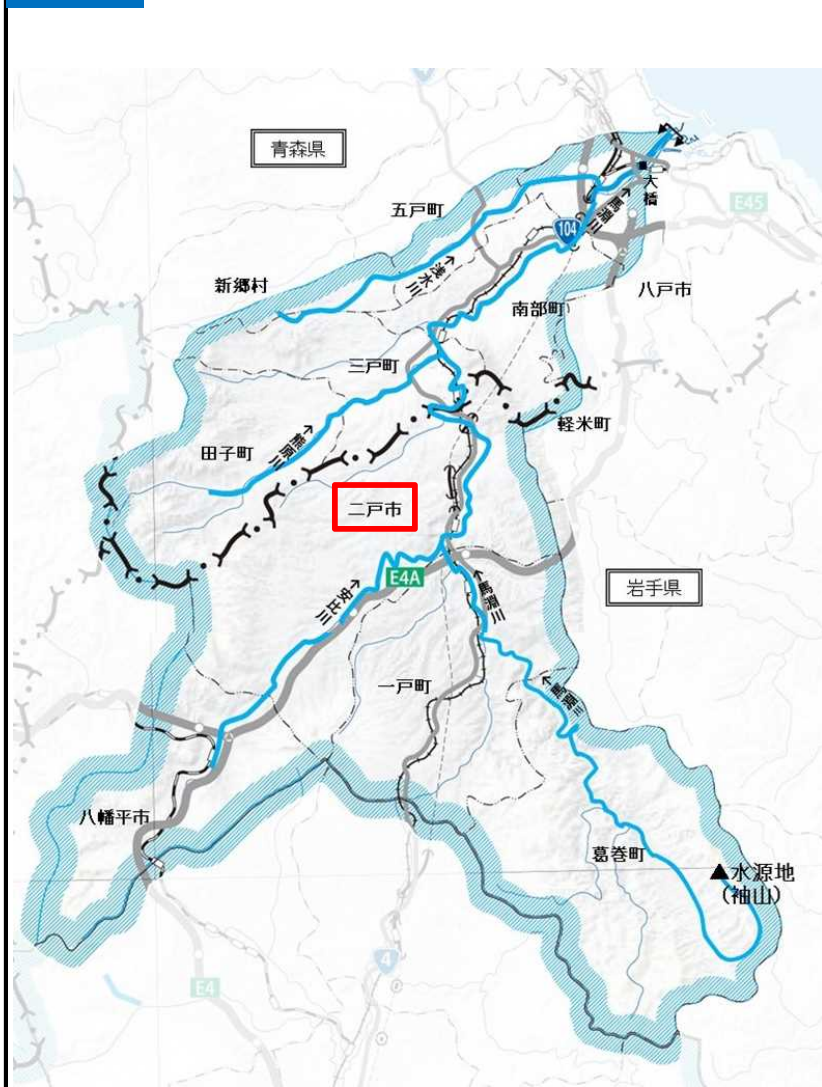 青森県
大橋
馬淵川
E45
五戸町
104
浅水川
新郷村
八戸市
南部町
三戸町
軽米町
田子町
熊原川
二戸市
E4A
岩手県
安比川
馬淵川
一戸町
馬淵川
八幡平市
葛巻町
▲水源地
(袖山)
4
E4